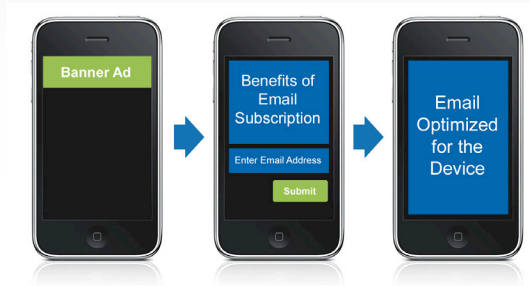 Banner Ad
Benefits of
Email
Subscription
Enter Email Address
Submit
Email
Optimized
for the
Device